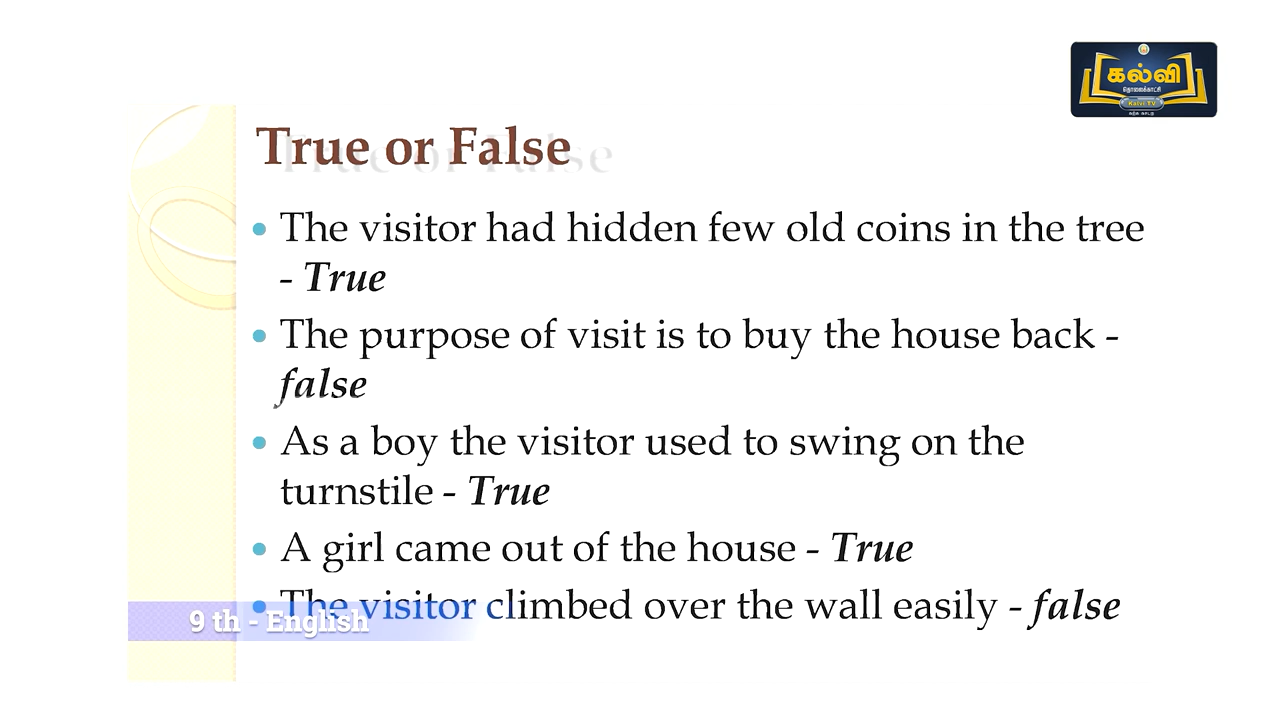 கல்வி
தொலைக்காட்சி
Kalvi TV
True or False
• The visitor had hidden few old coins in the tree
- True
• The purpose of visit is to buy the house back -
false
• As a boy the visitor used to swing on the
turnstile - True
• A girl came out of the house - True
• The visitor climbed over the wall easily - false
9 th - English